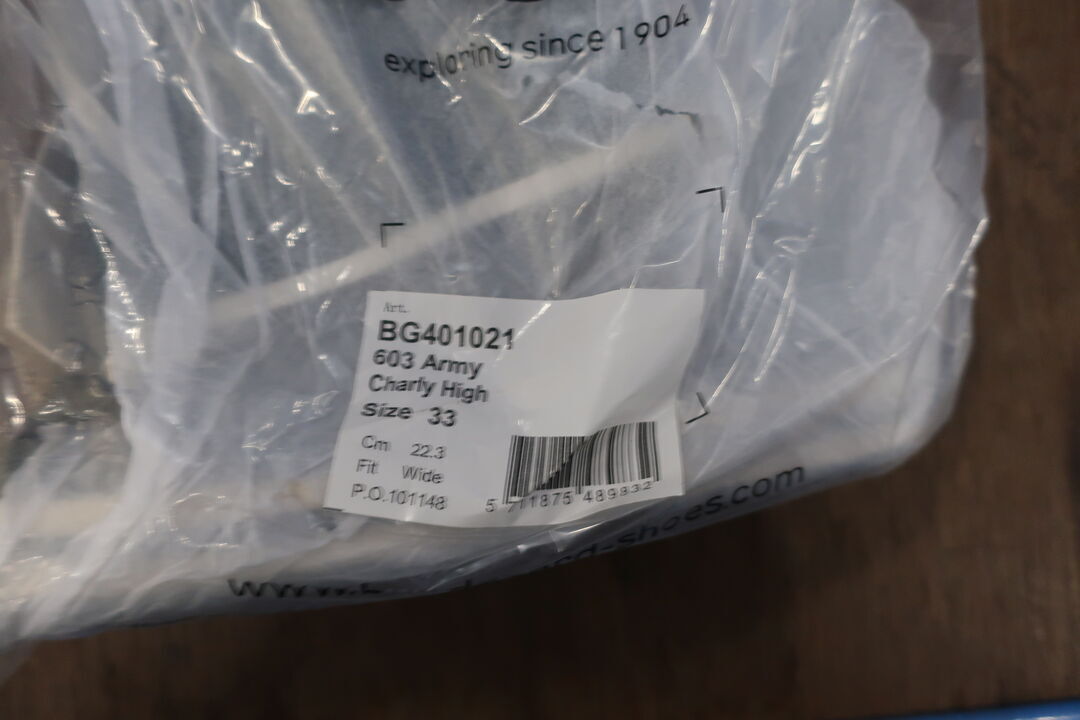 exploring since 1904
Art.
BG401021
603 Army
Charly High
Size 33
Cm 22.3
Fit Wide
P.O.101148
5 711875 489932